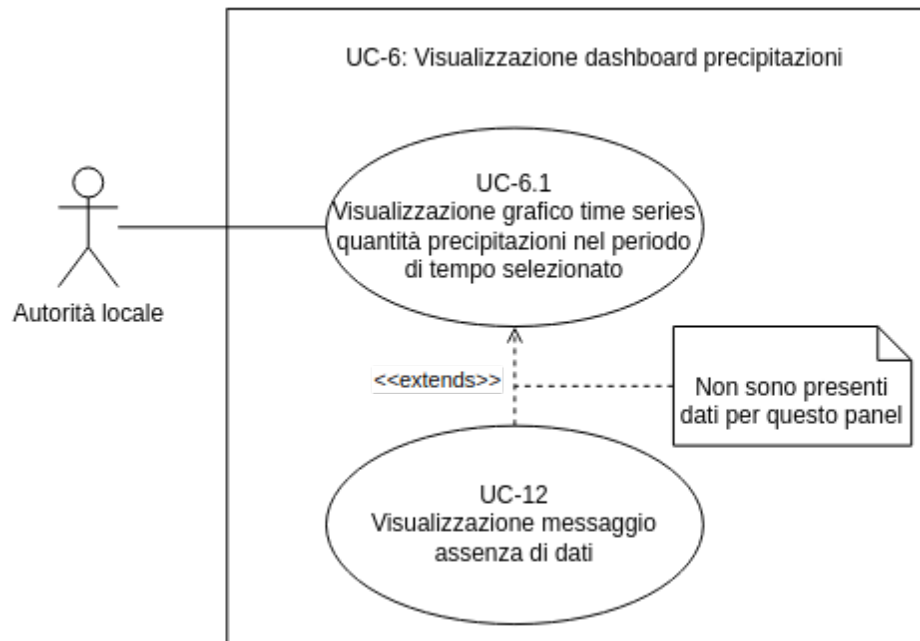 UC-6: Visualizzazione dashboard precipitazioni
UC-6.1
Visualizzazione grafico time series
quantità precipitazioni nel periodo
di tempo selezionato
Autorità locale
<<extends>>
Non sono presenti
dati per questo panel
UC-12
Visualizzazione messaggio
assenza di dati